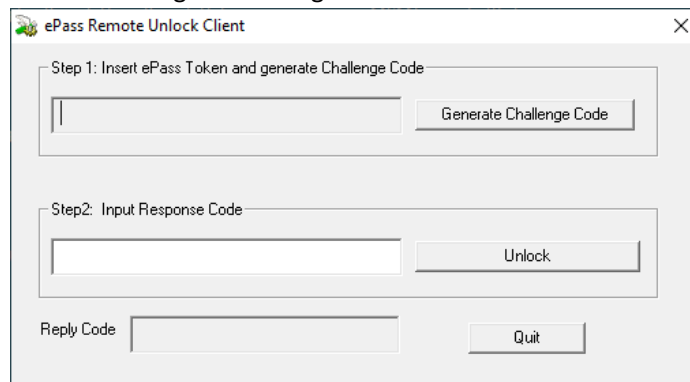 ePass Remote Unlock Client
Step 1: Insert ePass Token and generate Challenge Code
Generate Challenge Code
Step2: Input Response Code
Unlock
Reply Code
Quit